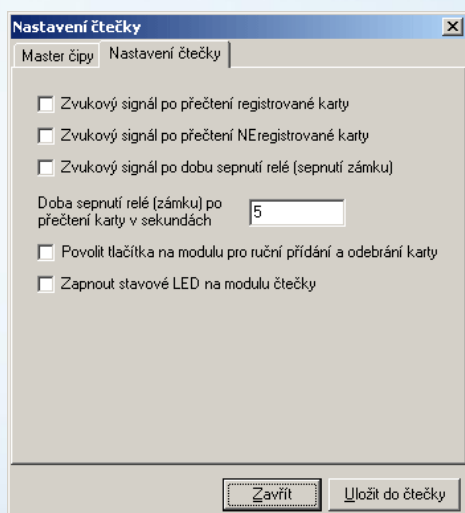 Nastavení čtečky
Master čipy Nastavení čtečky
Zvukový signál po přečtení registrované karty
Zvukový signál po přečtení NEregistrované karty
Zvukový signál po dobu sepnutí relé (sepnutí zámku)
Doba sepnutí relé (zámku) po
přečtení karty v sekundách
5
Povolit tlačítka na modulu pro ruční přídání a odebrání karty
Zapnout stavové LED na modulu čtečky
Zavřít Uložit do čtečky